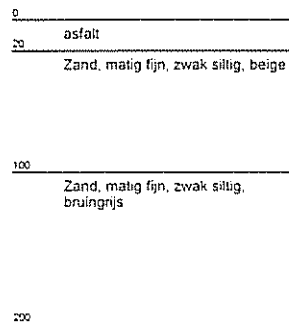 0
asfalt
20
Zand, matig fijn, zwak siltig, beige
100
Zand, matig fijn, zwak siltig,
bruingrijs
200